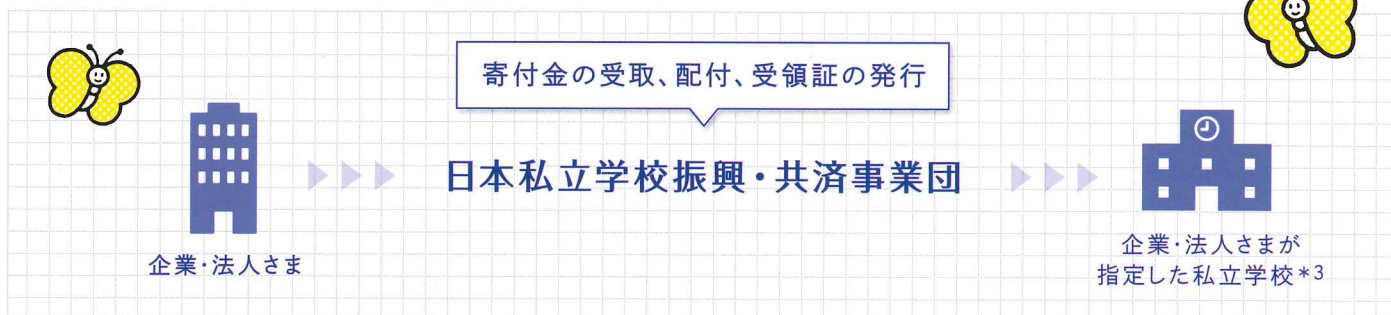 寄付金の受取、配付、受領証の発行
日本私立学校振興・共済事業団
企業・法人さま
企業・法人さまが
指定した私立学校*3